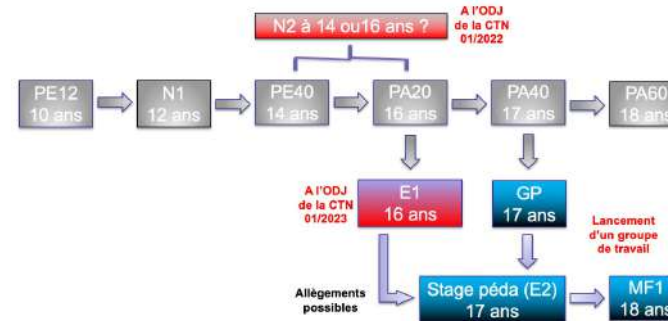 N2 à 14 ou16 ans ?
A l'ODJ
de la CTN
01/2022
PE12
10 ans
N1
12 ans
PE40
14 ans
PA20
16 ans
PA40
17 ans
PA60
18 ans
A l'ODJ
de la CTN
01/2023
E1
16 ans
GP
17 ans
Lancement
d'un groupe
de travail
Allègements
possibles
Stage péda (E2)
17 ans
MF1
18 ans